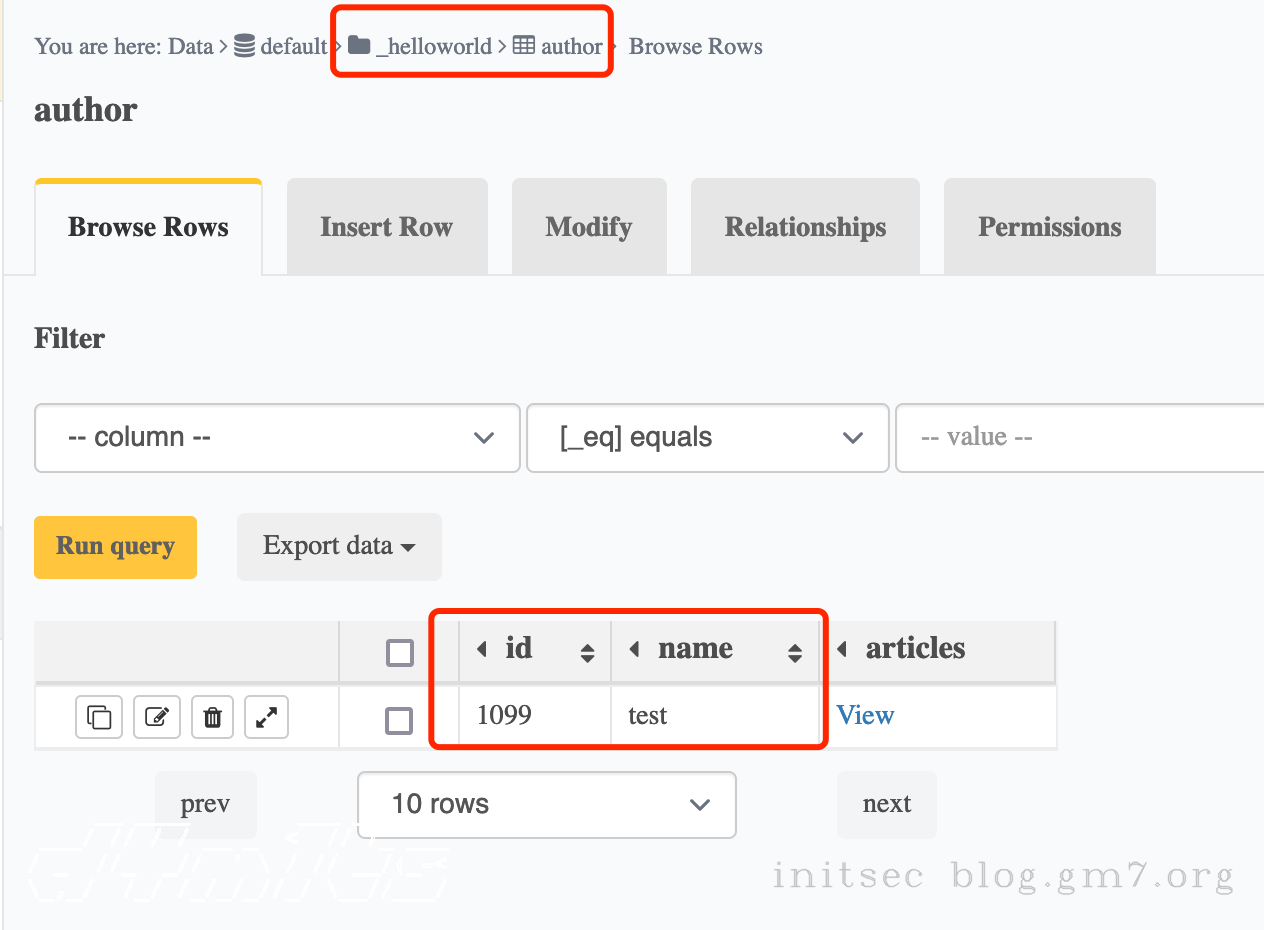 You are here: Data > default > _helloworld > author > Browse Rows
author
Browse Rows Insert Row Modify Relationships Permissions
Filter
-- column -- [_eq] equals -- value --
Run query Export data
id name articles
1099 test View
prev 10 rows next
initsec blog.gm7.org